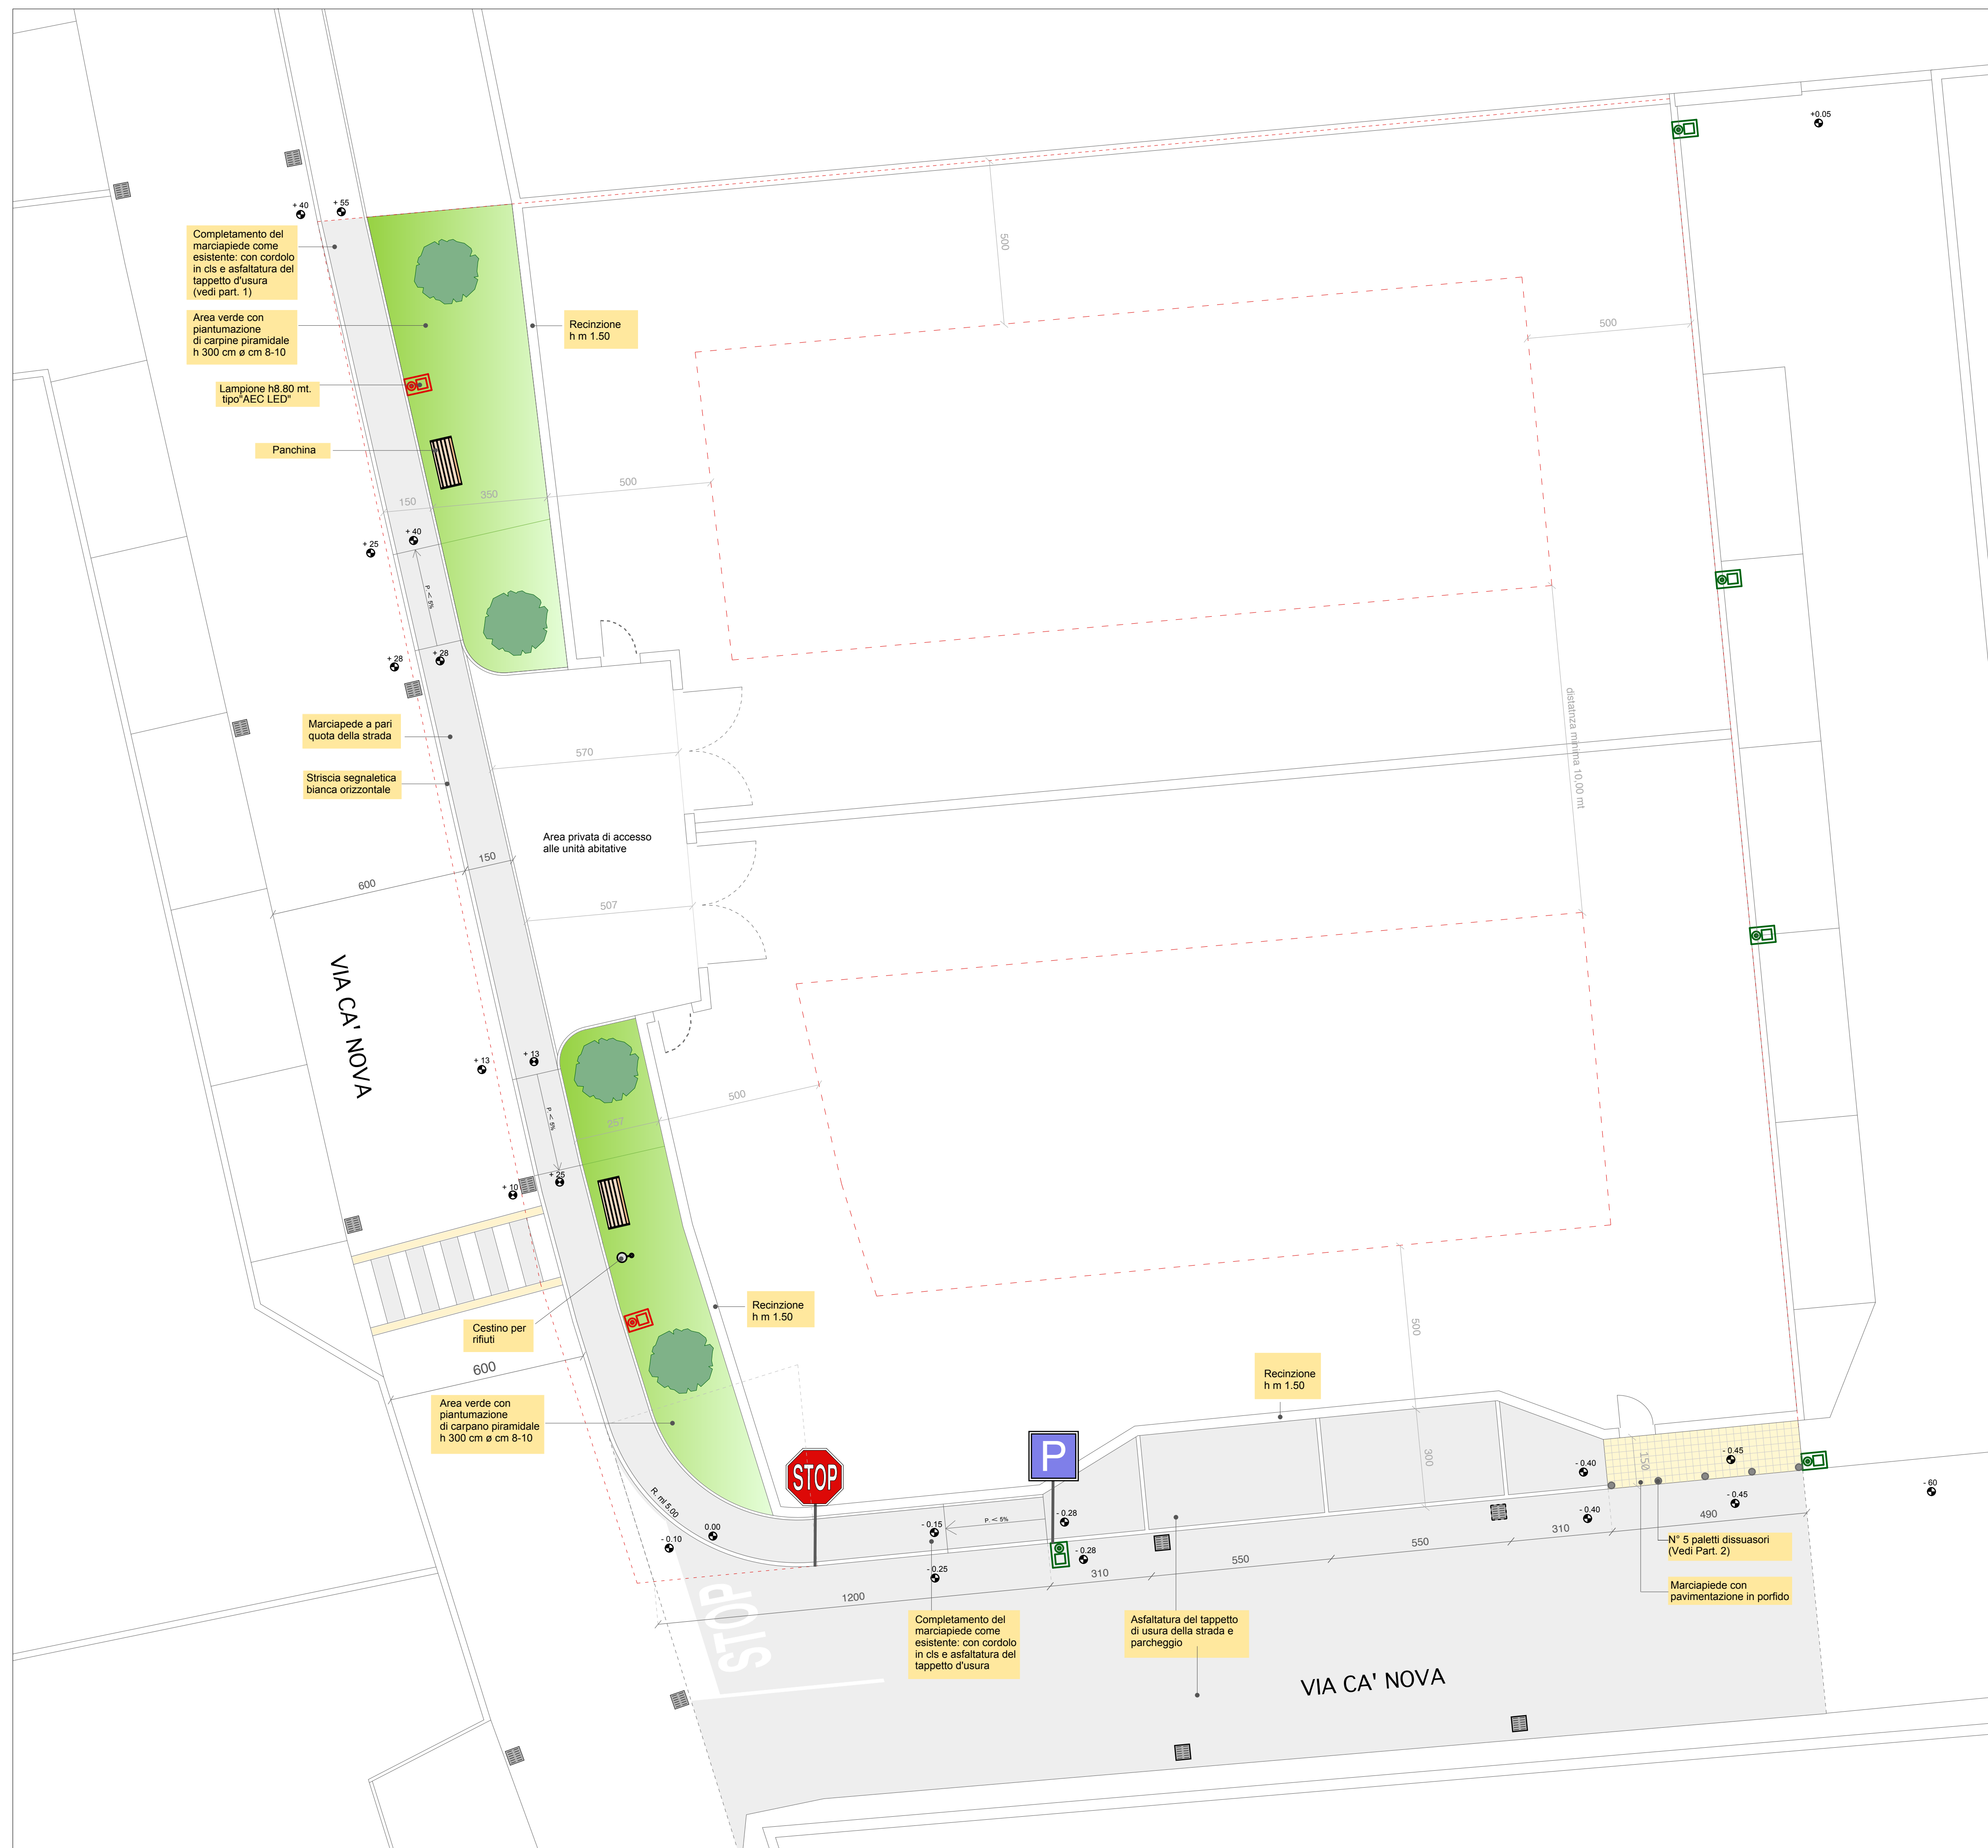 +0.05
+ 40
+ 55
Completamento del
marciapiede come
esistente: con cordolo
in cls e asfaltatura del
tappetto d'usura
(vedi part. 1)
500
Area verde con
piantumazione
di carpine piramidale
h 300 cm ø cm 8-10
Recinzione
h m 1.50
500
Lampione h8.80 mt.
tipo"AEC LED"
Panchina
150
350
500
+ 25
+ 40
P. < 5%
+ 28
+ 28
Marciapede a pari
quota della strada
570
distatnza minima 10,00 mt
Striscia segnaletica
bianca orizzontale
Area privata di accesso
alle unità abitative
150
600
507
VIA CA' NOVA
+ 13
+ 13
P. < 5%
257
500
+ 10
+ 25
Recinzione
h m 1.50
Cestino per
rifiuti
500
600
Recinzione
h m 1.50
Area verde con
piantumazione
di carpano piramidale
h 300 cm ø cm 8-10
STOP
P
300
150
- 0.40
- 0.45
- 60
R. ml 5.00
0.00
- 0.10
- 0.15
P. < 5%
- 0.28
- 0.28
- 0.25
- 0.40
- 0.45
1200
310
550
550
310
490
N° 5 paletti dissuasori
(Vedi Part. 2)
Marciapiede con
pavimentazione in porfido
STOP
Completamento del
marciapiede come
esistente: con cordolo
in cls e asfaltatura del
tappetto d'usura
Asfaltatura del tappetto
di usura della strada e
parcheggio
VIA CA' NOVA